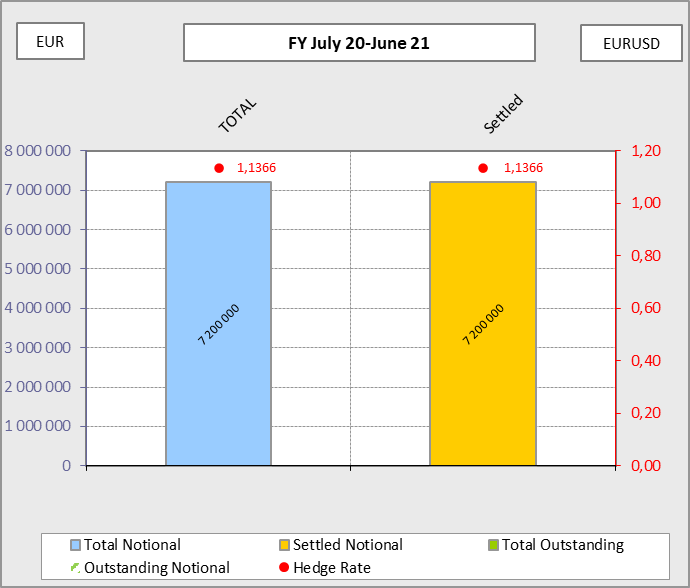 EUR
FY July 20-June 21
EURUSD
TOTAL
Settled
8 000 000
7 000 000
6 000 000
5 000 000
4 000 000
3 000 000
2 000 000
1 000 000
0
1,1366
1,1366
7 200 000
7 200 000
1,20
1,00
0,80
0,60
0,40
0,20
0,00
Total Notional
Settled Notional
Total Outstanding
Outstanding Notional
Hedge Rate